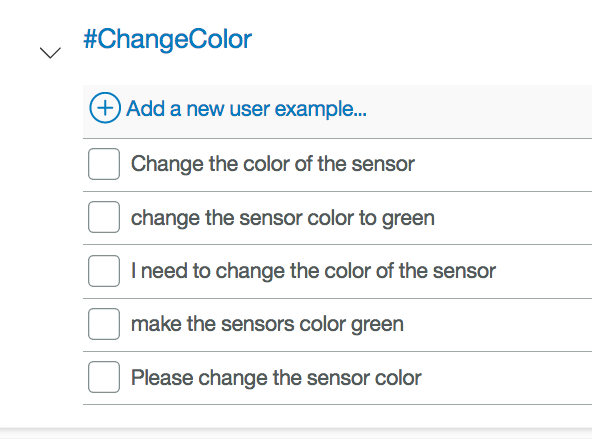 #ChangeColor
Add a new user example...
Change the color of the sensor
change the sensor color to green
I need to change the color of the sensor
make the sensors color green
Please change the sensor color